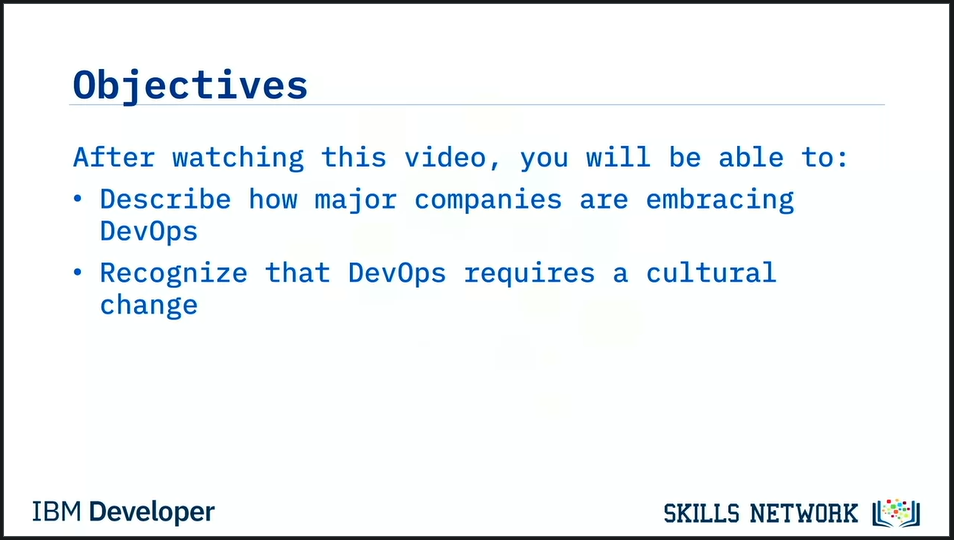 Objectives
After watching this video, you will be able to:
• Describe how major companies are embracing
DevOps
• Recognize that DevOps requires a cultural
change
IBM Developer
SKILLS NETWORK